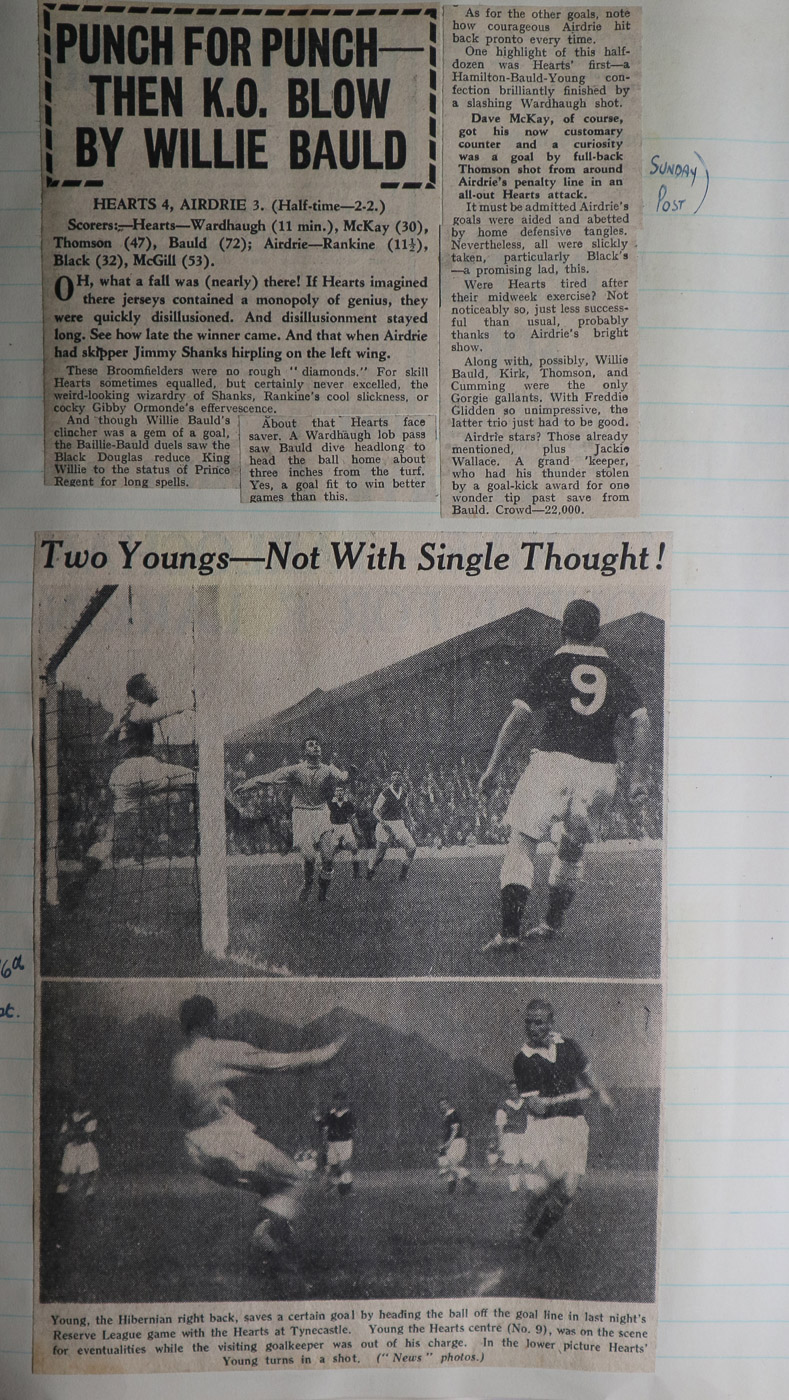 PUNCH FOR PUNCH—
THEN K.O. BLOW
BY WILLIE BAULD
HEARTS 4, AIRDRIE 3. (Half-time—2-2.)
Scorers:—Hearts—Wardhaugh (11 min.), McKay (30),
Thomson (47), Bauld (72); Airdrie—Rankine (11½),
Black (32), McGill (53).
OH, what a fall was (nearly) there! If Hearts imagined
there jerseys contained a monopoly of genius, they
were quickly disillusioned. And disillusionment stayed
long. See how late the winner came. And that when Airdrie
had skipper Jimmy Shanks hirpling on the left wing.
These Broomfielders were no rough "diamonds." For skill
Hearts sometimes equalled, but certainly never excelled, the
weird-looking wizardry of Shanks, Rankine's cool slickness, or
cocky Gibby Ormonde's effervescence.
And though Willie Bauld's
clincher was a gem of a goal,
the Baillie-Bauld duels saw the
Black Douglas reduce King
Willie to the status of Prince
Regent for long spells.
About that Hearts face
saver. A Wardhaugh lob pass
saw Bauld dive headlong to
head the ball home about
three inches from the turf.
Yes, a goal fit to win better
games than this.
As for the other goals, note
how courageous Airdrie hit
back pronto every time.
One highlight of this half-
dozen was Hearts' first—a
Hamilton-Bauld-Young con-
fection brilliantly finished by
a slashing Wardhaugh shot.
Dave McKay, of course,
got his now customary
counter and a curiosity
was a goal by full-back
Thomson shot from around
Airdrie's penalty line in an
all-out Hearts attack.
It must be admitted Airdrie's
goals were aided and abetted
by home defensive tangles.
Nevertheless, all were slickly
taken, particularly Black's
—a promising lad, this.
Were Hearts tired after
their midweek exercise? Not
noticeably so, just less success-
ful than usual, probably
thanks to Airdrie's bright
show.
Along with, possibly, Willie
Bauld, Kirk, Thomson, and
Cumming were the only
Gorgie gallants. With Freddie
Glidden so unimpressive, the
latter trio just had to be good.
Airdrie stars? Those already
mentioned, plus Jackie
Wallace. A grand 'keeper,
who had his thunder stolen
by a goal-kick award for one
wonder tip past save from
Bauld. Crowd—22,000.
SUNDAY
POST
Two Youngs—Not With Single Thought!
9
Young, the Hibernian right back, saves a certain goal by heading the ball off the goal line in last night's
Reserve League game with the Hearts at Tynecastle. Young the Hearts centre (No. 9), was on the scene
for eventualities while the visiting goalkeeper was out of his charge. In the lower picture Hearts'
Young turns in a shot. ("News" photos.)